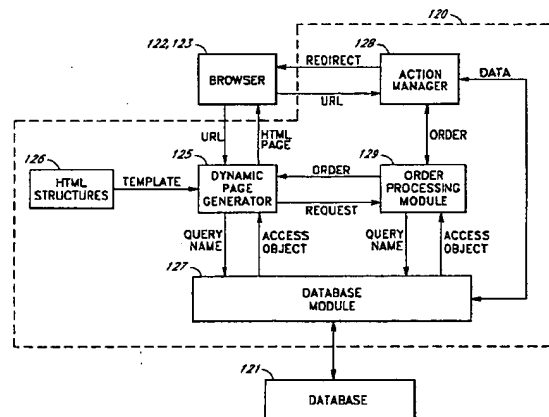 120
122, 123
128
BROWSER
REDIRECT
URL
ACTION
MANAGER
DATA
URL
HTML
PAGE
ORDER
126
125
129
HTML
STRUCTURES
TEMPLATE
DYNAMIC
PAGE
GENERATOR
ORDER
REQUEST
ORDER
PROCESSING
MODULE
QUERY
NAME
ACCESS
OBJECT
QUERY
NAME
ACCESS
OBJECT
127
DATABASE
MODULE
121
DATABASE